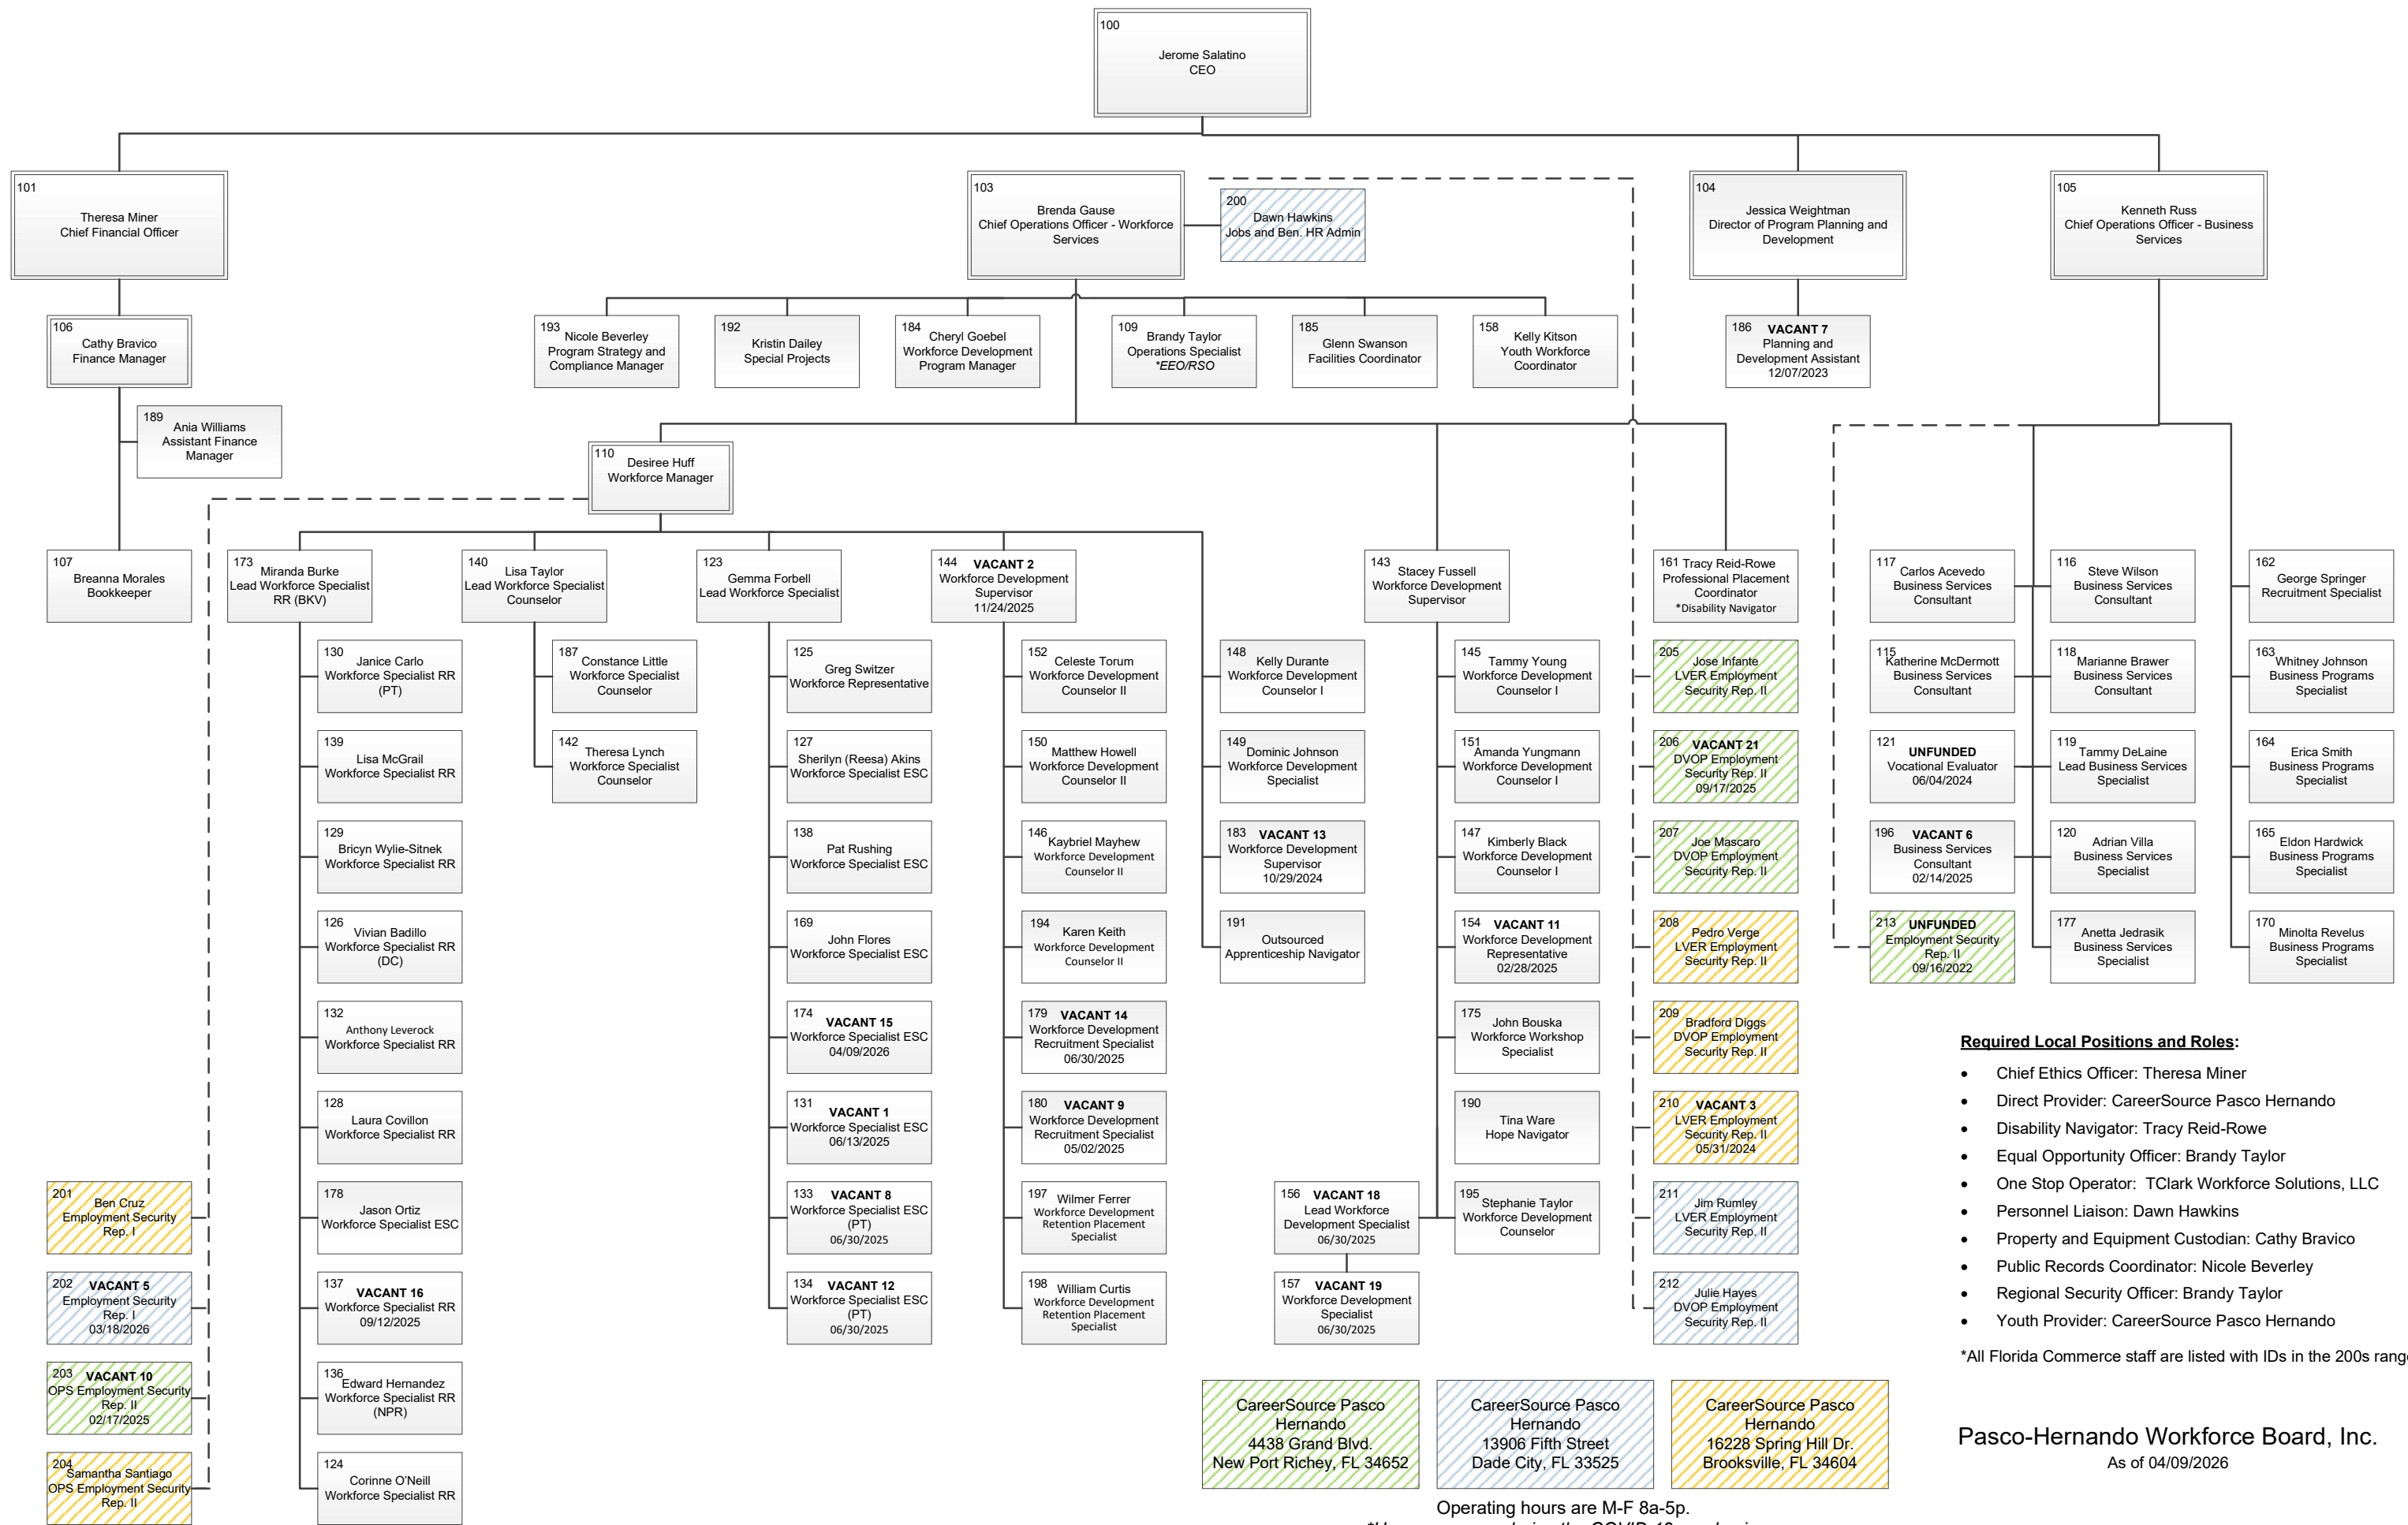 100
Jerome Salatino
CEO
101
Theresa Miner
Chief Financial Officer
103
Brenda Gause
Chief Operations Officer - Workforce
Services
200
Dawn Hawkins
Jobs and Ben. HR Admin
104
Jessica Weightman
Director of Program Planning and
Development
105
Kenneth Russ
Chief Operations Officer - Business
Services
106
Cathy Bravico
Finance Manager
193
Nicole Beverley
Program Strategy and
Compliance Manager
192
Kristin Dailey
Special Projects
184
Cheryl Goebel
Workforce Development
Program Manager
109
Brandy Taylor
Operations Specialist
*EEO/RSO
185
Glenn Swanson
Facilities Coordinator
158
Kelly Kitson
Youth Workforce
Coordinator
186 VACANT 7
Planning and
Development Assistant
12/07/2023
189
Ania Williams
Assistant Finance
Manager
110
Desiree Huff
Workforce Manager
107
Breanna Morales
Bookkeeper
173
Miranda Burke
Lead Workforce Specialist
RR (BKV)
140
Lisa Taylor
Lead Workforce Specialist
Counselor
123
Gemma Forbell
Lead Workforce Specialist
144 VACANT 2
Workforce Development
Supervisor
11/24/2025
143
Stacey Fussell
Workforce Development
Supervisor
161 Tracy Reid-Rowe
Professional Placement
Coordinator
*Disability Navigator
117
Carlos Acevedo
Business Services
Consultant
116
Steve Wilson
Business Services
Consultant
162
George Springer
Recruitment Specialist
130
Janice Carlo
Workforce Specialist RR
(PT)
187
Constance Little
Workforce Specialist
Counselor
125
Greg Switzer
Workforce Representative
152
Celeste Torum
Workforce Development
Counselor II
148
Kelly Durante
Workforce Development
Counselor I
145
Tammy Young
Workforce Development
Counselor I
205
Jose Infante
LVER Employment
Security Rep. II
115
Katherine McDermott
Business Services
Consultant
118
Marianne Brawer
Business Services
Consultant
163
Whitney Johnson
Business Programs
Specialist
139
Lisa McGrail
Workforce Specialist RR
142
Theresa Lynch
Workforce Specialist
Counselor
127
Sherilyn (Reesa) Akins
Workforce Specialist ESC
150
Matthew Howell
Workforce Development
Counselor II
149
Dominic Johnson
Workforce Development
Specialist
151
Amanda Yungmann
Workforce Development
Counselor I
206 VACANT 21
DVOP Employment
Security Rep. II
09/17/2025
121
UNFUNDED
Vocational Evaluator
06/04/2024
119
Tammy DeLaine
Lead Business Services
Specialist
164
Erica Smith
Business Programs
Specialist
129
Bricyn Wylie-Sitnek
Workforce Specialist RR
138
Pat Rushing
Workforce Specialist ESC
146
Kaybriel Mayhew
Workforce Development
Counselor II
183 VACANT 13
Workforce Development
Supervisor
10/29/2024
147
Kimberly Black
Workforce Development
Counselor I
207
Joe Mascaro
DVOP Employment
Security Rep. II
196 VACANT 6
Business Services
Consultant
02/14/2025
120
Adrian Villa
Business Services
Specialist
165
Eldon Hardwick
Business Programs
Specialist
126
Vivian Badillo
Workforce Specialist RR
(DC)
169
John Flores
Workforce Specialist ESC
194
Karen Keith
Workforce Development
Counselor II
191
Outsourced
Apprenticeship Navigator
154 VACANT 11
Workforce Development
Representative
02/28/2025
208
Pedro Verge
LVER Employment
Security Rep. II
213 UNFUNDED
Employment Security
Rep. II
09/16/2022
177
Anetta Jedrasik
Business Services
Specialist
170
Minolta Revelus
Business Programs
Specialist
132
Anthony Leverock
Workforce Specialist RR
174
VACANT 15
Workforce Specialist ESC
04/09/2026
179 VACANT 14
Workforce Development
Recruitment Specialist
06/30/2025
175
John Bouska
Workforce Workshop
Specialist
209
Bradford Diggs
DVOP Employment
Security Rep. II
128
Laura Covillon
Workforce Specialist RR
131
VACANT 1
Workforce Specialist ESC
06/13/2025
180 VACANT 9
Workforce Development
Recruitment Specialist
05/02/2025
190
Tina Ware
Hope Navigator
210 VACANT 3
LVER Employment
Security Rep. II
05/31/2024
201
Ben Cruz
Employment Security
Rep. I
178
Jason Ortiz
Workforce Specialist ESC
133 VACANT 8
Workforce Specialist ESC
(PT)
06/30/2025
197
Wilmer Ferrer
Workforce Development
Retention Placement
Specialist
156 VACANT 18
Lead Workforce
Development Specialist
06/30/2025
195
Stephanie Taylor
Workforce Development
Counselor
211
Jim Rumley
LVER Employment
Security Rep. II
202 VACANT 5
Employment Security
Rep. I
03/18/2026
137
VACANT 16
Workforce Specialist RR
09/12/2025
134 VACANT 12
Workforce Specialist ESC
(PT)
06/30/2025
198
William Curtis
Workforce Development
Retention Placement
Specialist
157 VACANT 19
Workforce Development
Specialist
06/30/2025
212
Julie Hayes
DVOP Employment
Security Rep. II
203 VACANT 10
OPS Employment Security
Rep. II
02/17/2025
136
Edward Hernandez
Workforce Specialist RR
(NPR)
204
Samantha Santiago
OPS Employment Security
Rep. II
124
Corinne O'Neill
Workforce Specialist RR
Required Local Positions and Roles:
• Chief Ethics Officer: Theresa Miner
• Direct Provider: CareerSource Pasco Hernando
• Disability Navigator: Tracy Reid-Rowe
• Equal Opportunity Officer: Brandy Taylor
• One Stop Operator: TClark Workforce Solutions, LLC
• Personnel Liaison: Dawn Hawkins
• Property and Equipment Custodian: Cathy Bravico
• Public Records Coordinator: Nicole Beverley
• Regional Security Officer: Brandy Taylor
• Youth Provider: CareerSource Pasco Hernando
*All Florida Commerce staff are listed with IDs in the 200s
CareerSource Pasco
Hernando
4438 Grand Blvd.
New Port Richey, FL 34652
CareerSource Pasco
Hernando
13906 Fifth Street
Dade City, FL 33525
CareerSource Pasco
Hernando
16228 Spring Hill Dr.
Brooksville, FL 34604
Pasco-Hernando Workforce Board, Inc.
As of 04/09/2026
Operating hours are M-F 8a-5p.